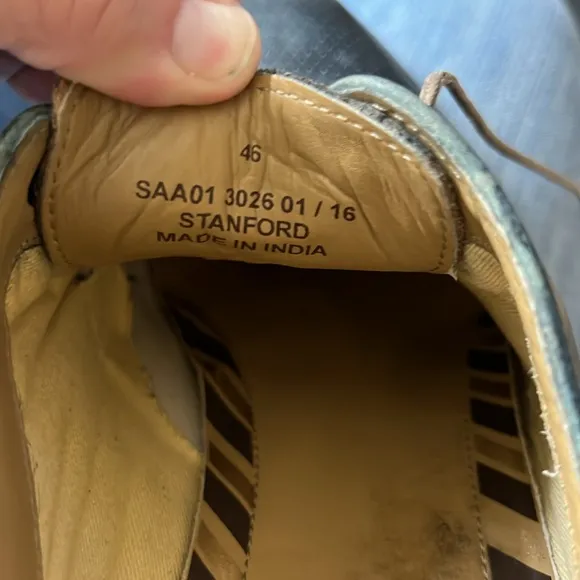 46
SAA01 3026 01 / 16
STANFORD
MADE IN INDIA